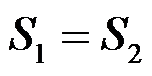 S₁ = S₂